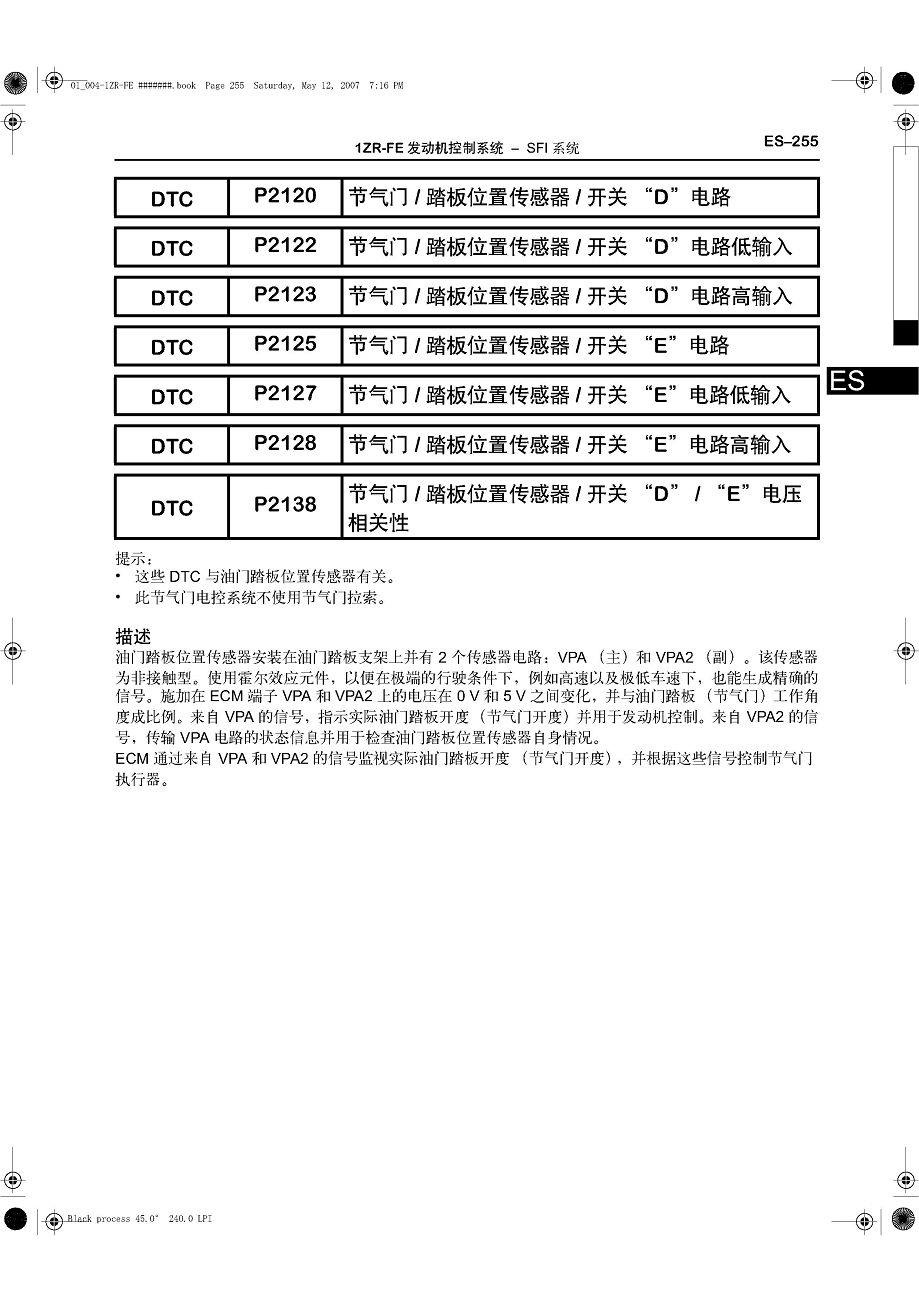 01_004-1ZR-FE #######.book Page 255 Saturday, May 12, 2007 7:16 PM
1ZR-FE 发动机控制系统 – SFI 系统
ES–255
DTC P2120 节气门 / 踏板位置传感器 / 开关 “D” 电路
DTC P2122 节气门 / 踏板位置传感器 / 开关 “D” 电路低输入
DTC P2123 节气门 / 踏板位置传感器 / 开关 “D” 电路高输入
DTC P2125 节气门 / 踏板位置传感器 / 开关 “E” 电路
ES
DTC P2127 节气门 / 踏板位置传感器 / 开关 “E” 电路低输入
DTC P2128 节气门 / 踏板位置传感器 / 开关 “E” 电路高输入
DTC P2138 节气门 / 踏板位置传感器 / 开关 “D” / “E” 电压
相关性
提示：
• 这些 DTC 与油门踏板位置传感器有关。
• 此节气门电控系统不使用节气门拉索。
描述
油门踏板位置传感器安装在油门踏板支架上并有 2 个传感器电路：VPA （主）和 VPA2 （副）。该传感器
为非接触型。使用霍尔效应元件，以便在极端的行驶条件下，例如高速以及极低车速下，也能生成精确的
信号。施加在 ECM 端子 VPA 和 VPA2 上的电压在 0 V 和 5 V 之间变化，并与油门踏板 （节气门）工作角
度成比例。来自 VPA 的信号，指示实际油门踏板开度 （节气门开度）并用于发动机控制。来自 VPA2 的信
号，传输 VPA 电路的状态信息并用于检查油门踏板位置传感器自身情况。
ECM 通过来自 VPA 和 VPA2 的信号监视实际油门踏板开度 （节气门开度），并根据这些信号控制节气门
执行器。
Black process 45.0° 240.0 LPI